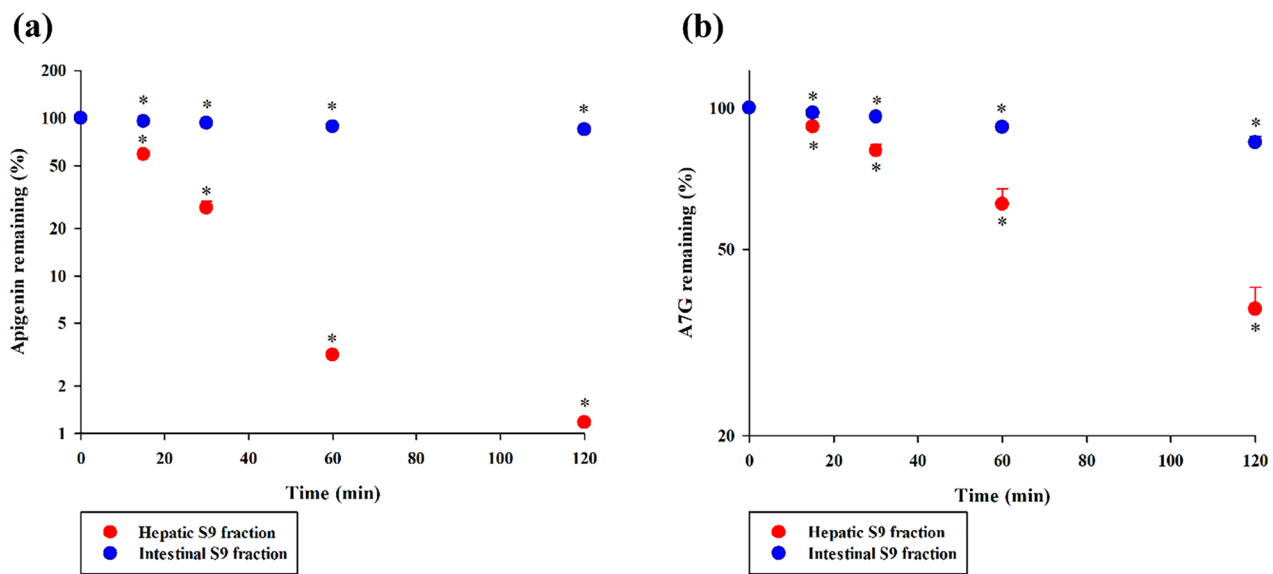 (a)
200
100
50
20
10
5
2
1
Apigenin remaining (%)
* * * *
*
*
*
*
0 20 40 60 80 100 120
Time (min)
Hepatic S9 fraction
Intestinal S9 fraction
(b)
100
50
20
A7G remaining (%)
* * * *
*
*
*
*
0 20 40 60 80 100 120
Time (min)
Hepatic S9 fraction
Intestinal S9 fraction